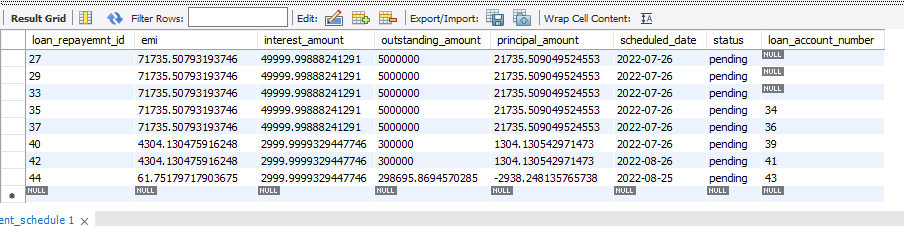 Result Grid Filter Rows: Edit: Export/Import: Wrap Cell Content: IA
loan_repayemnt_id emi interest_amount outstanding_amount principal_amount scheduled_date status loan_account_number
27 71735.50793193746 49999.99888241291 5000000 21735.509049524553 2022-07-26 pending NULL
29 71735.50793193746 49999.99888241291 5000000 21735.509049524553 2022-07-26 pending NULL
33 71735.50793193746 49999.99888241291 5000000 21735.509049524553 2022-07-26 pending NULL
35 71735.50793193746 49999.99888241291 5000000 21735.509049524553 2022-07-26 pending 34
37 71735.50793193746 49999.99888241291 5000000 21735.509049524553 2022-07-26 pending 36
40 4304.130475916248 2999.9999329447746 300000 1304.130542971473 2022-07-26 pending 39
42 4304.130475916248 2999.9999329447746 300000 1304.130542971473 2022-08-26 pending 41
44 61.75179717903675 2999.9999329447746 298695.8694570285 -2938.248135765738 2022-08-25 pending 43
NULL NULL NULL NULL NULL NULL NULL NULL
ent_schedule 1